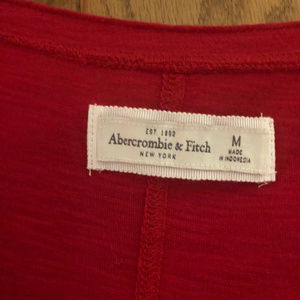 EST. 1892
Abercrombie & Fitch
NEW YORK
M
MADE
IN INDONESIA